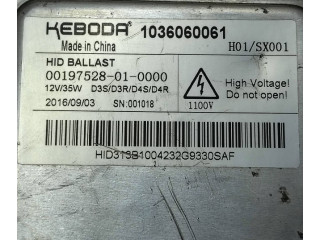 KEBODA 1036060061
Made in China
H01/SX001
HID BALLAST
00197528-01-0000
12V/35W D3S/D3R/D4S/D4R
2016/09/03 SN:001018
1100V
High Voltage!
Do not open!
HID313B1004232G9330SAF